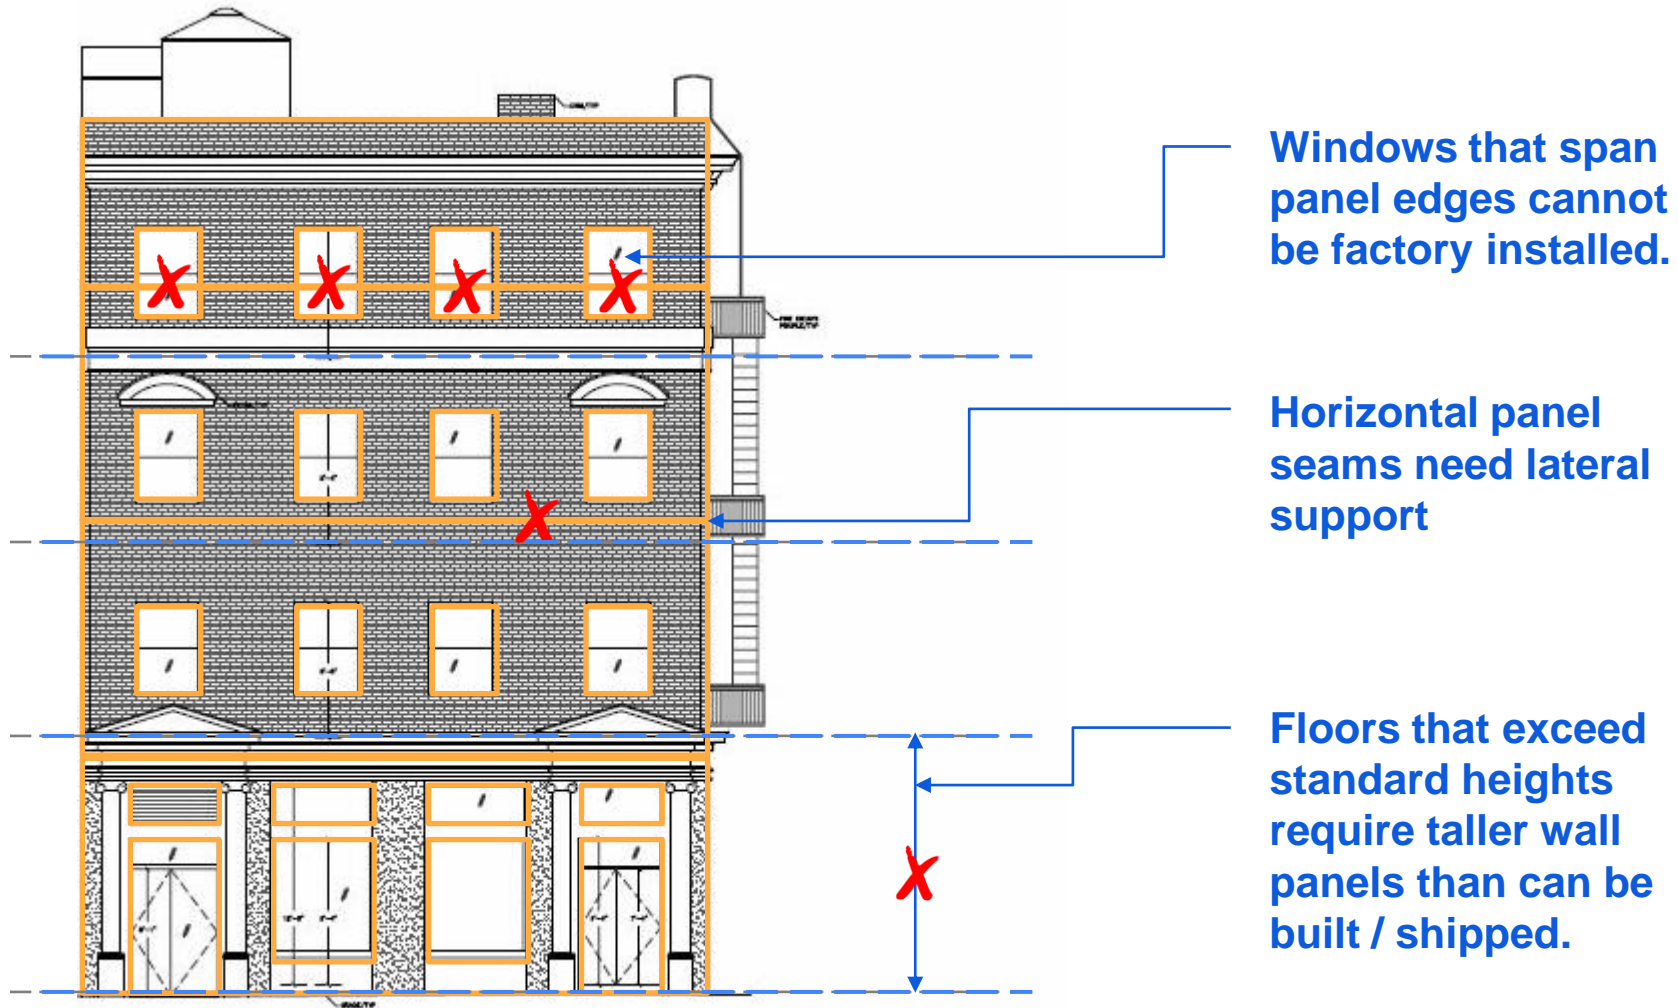 Windows that span
panel edges cannot
be factory installed.
Horizontal panel
seams need lateral
support
Floors that exceed
standard heights
require taller wall
panels than can be
built / shipped.